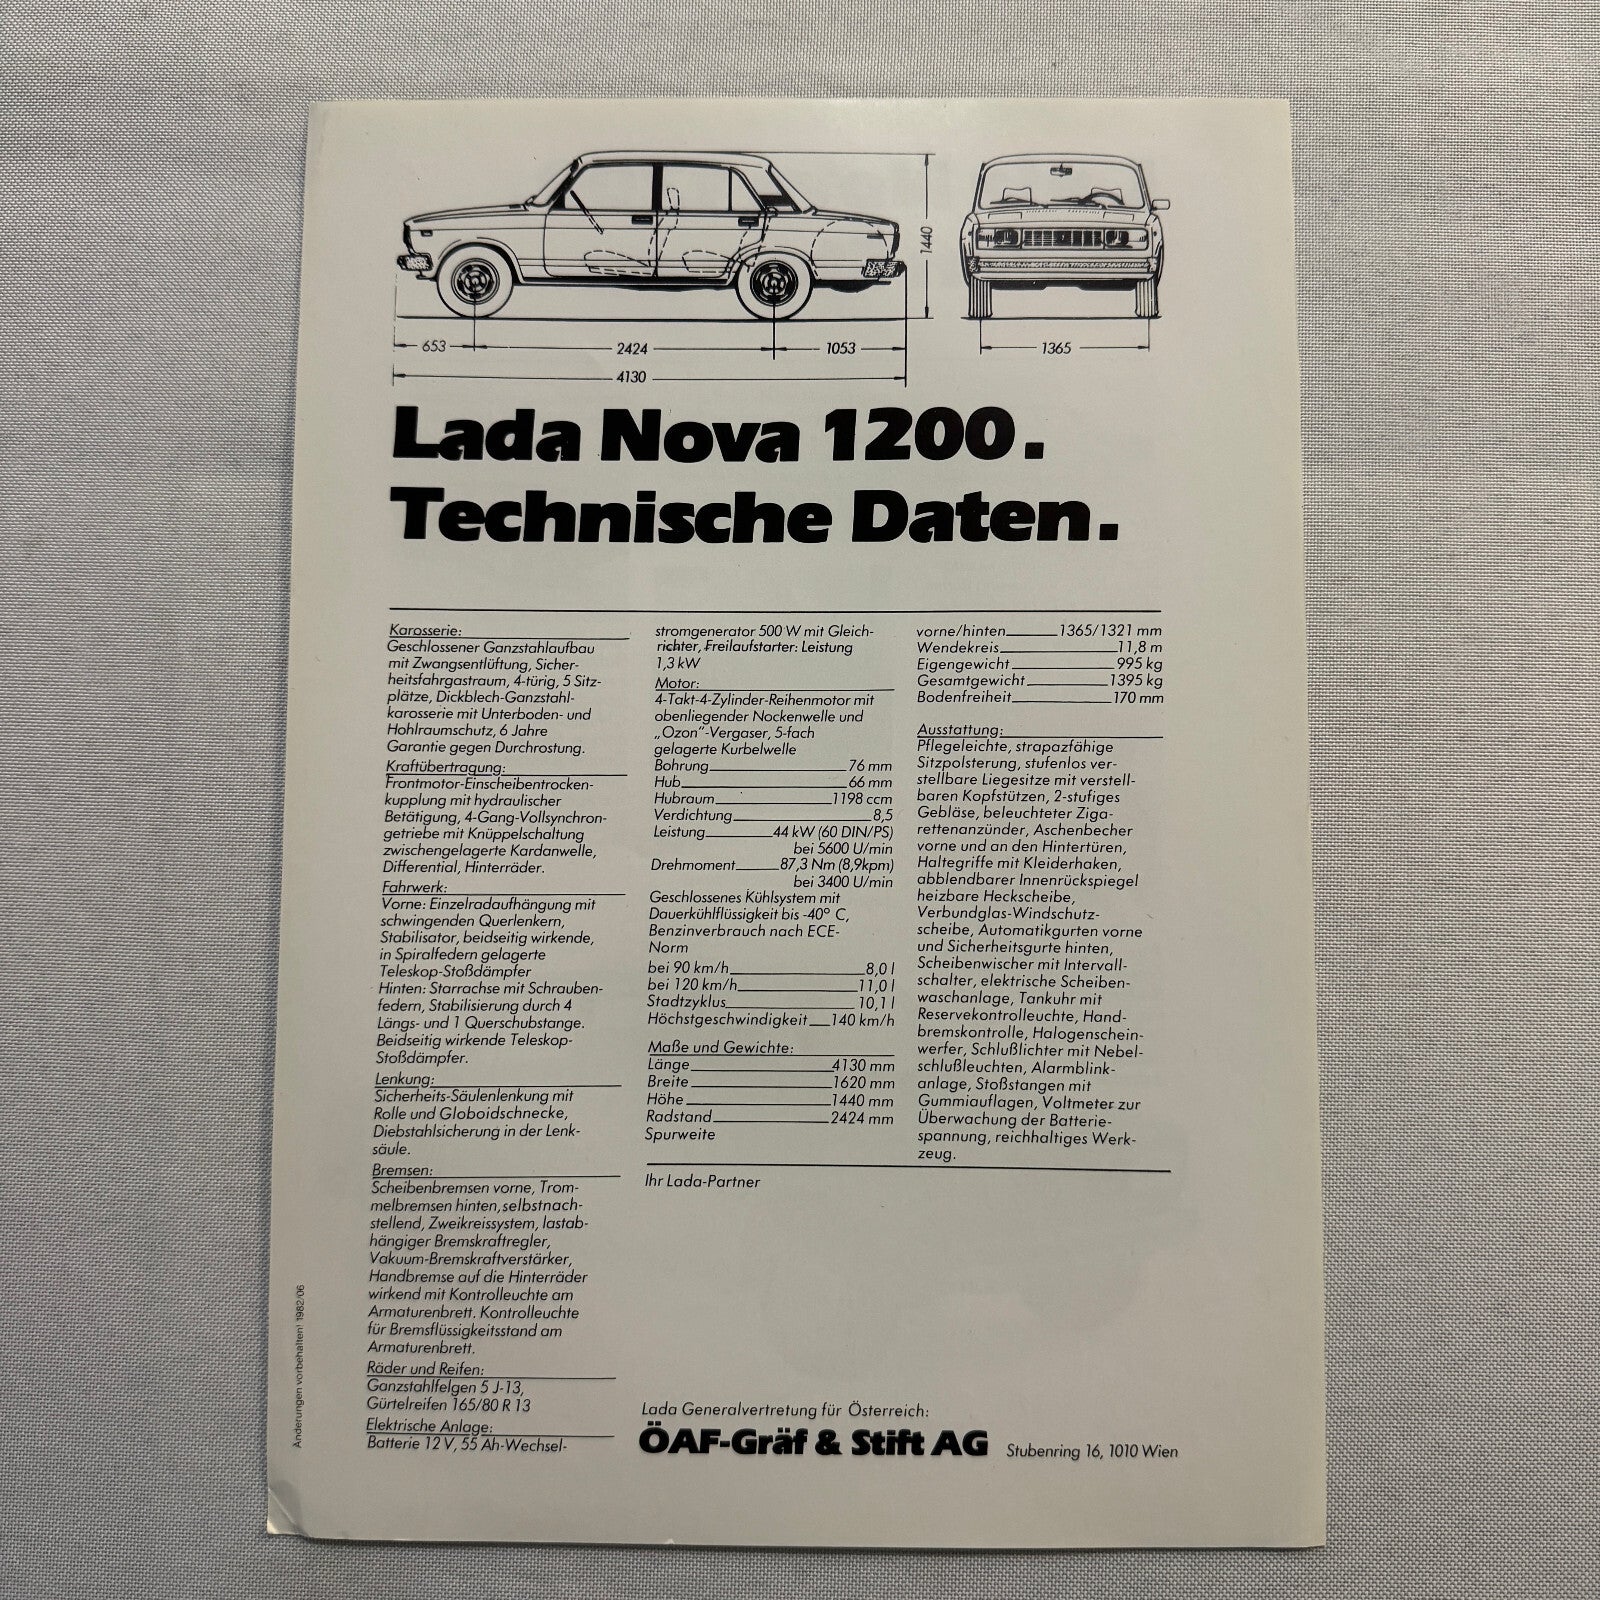 1440
653
2424
1053
1365
4130
Lada Nova 1200.
Technische Daten.
Karosserie:
Geschlossener Ganzstahlaufbau
mit Zwangsentlüftung, Sicher-
heitsfahrgastraum, 4-türig, 5 Sitz-
plätze, Dickblech-Ganzstahl-
karosserie mit Unterboden- und
Hohlraumschutz, 6 Jahre
Garantie gegen Durchrostung.
Kraftübertragung:
Frontmotor-Einscheibentrocken-
kupplung mit hydraulischer
Betätigung, 4-Gang-Vollsynchron-
getriebe mit Knüppelschaltung
zwischengelagerte Kardanwelle,
Differential, Hinterräder.
Fahrwerk:
Vorne: Einzelradaufhängung mit
schwingenden Querlenkern,
Stabilisator, beidseitig wirkende,
in Spiralfedern gelagerte
Teleskop-Stoßdämpfer
Hinten: Starrachse mit Schrauben-
federn, Stabilisierung durch 4
Längs- und 1 Querschubstange.
Beidseitig wirkende Teleskop-
Stoßdämpfer.
Lenkung:
Sicherheits-Säulenlenkung mit
Rolle und Globoidschnecke,
Diebstahlsicherung in der Lenk-
säule.
Bremsen:
Scheibenbremsen vorne, Trom-
melbremsen hinten, selbstnach-
stellend, Zweikreissystem, lastab-
hängiger Bremskraftregler,
Vakuum-Bremskraftverstärker,
Handbremse auf die Hinterräder
wirkend mit Kontrolleuchte am
Armaturenbrett. Kontrolleuchte
für Bremsflüssigkeitsstand am
Armaturenbrett.
Räder und Reifen:
Ganzstahlfelgen 5 J-13,
Gürtelreifen 165/80 R 13
Elektrische Anlage:
Batterie 12 V, 55 Ah-Wechsel-
stromgenerator 500 W mit Gleich-
richter, Freilaufstarter: Leistung
1,3 kW
Motor:
4-Takt-4-Zylinder-Reihenmotor mit
obenliegender Nockenwelle und
„Ozon"-Vergaser, 5-fach
gelagerte Kurbelwelle
Bohrung 76 mm
Hub 66 mm
Hubraum 1198 ccm
Verdichtung 8,5
Leistung 44 kW (60 DIN/PS)
bei 5600 U/min
Drehmoment 87,3 Nm (8,9kpm)
bei 3400 U/min
Geschlossenes Kühlsystem mit
Dauerkühlflüssigkeit bis -40° C,
Benzinverbrauch nach ECE-
Norm
bei 90 km/h 8,0 l
bei 120 km/h 11,0 l
Stadtzyklus 10,1 l
Höchstgeschwindigkeit 140 km/h
Maße und Gewichte:
Länge 4130 mm
Breite 1620 mm
Höhe 1440 mm
Radstand 2424 mm
Spurweite
vorne/hinten 1365/1321 mm
Wendekreis 11,8 m
Eigengewicht 995 kg
Gesamtgewicht 1395 kg
Bodenfreiheit 170 mm
Ausstattung:
Pflegeleichte, strapazfähige
Sitzpolsterung, stufenlos ver-
stellbare Liegesitze mit verstell-
baren Kopfstützen, 2-stufiges
Gebläse, beleuchteter Ziga-
rettenanzünder, Aschenbecher
vorne und an den Hintertüren,
Haltegriffe mit Kleiderhaken,
abblendbarer Innenrückspiegel
heizbare Heckscheibe,
Verbundglas-Windschutz-
scheibe, Automatikgurten vorne
und Sicherheitsgurte hinten,
Scheibenwischer mit Intervall-
schalter, elektrische Scheiben-
waschanlage, Tankuhr mit
Reservekontrolleuchte, Hand-
bremskontrolle, Halogenschein-
werfer, Schlußlichter mit Nebel-
schlußleuchten, Alarmblink-
anlage, Stoßstangen mit
Gummiauflagen, Voltmeter zur
Überwachung der Batterie-
spannung, reichhaltiges Werk-
zeug.
Ihr Lada-Partner
Lada Generalvertretung für Österreich:
ÖAF-Gräf & Stift AG Stubenring 16, 1010 Wien
Änderungen vorbehalten! 1982/06